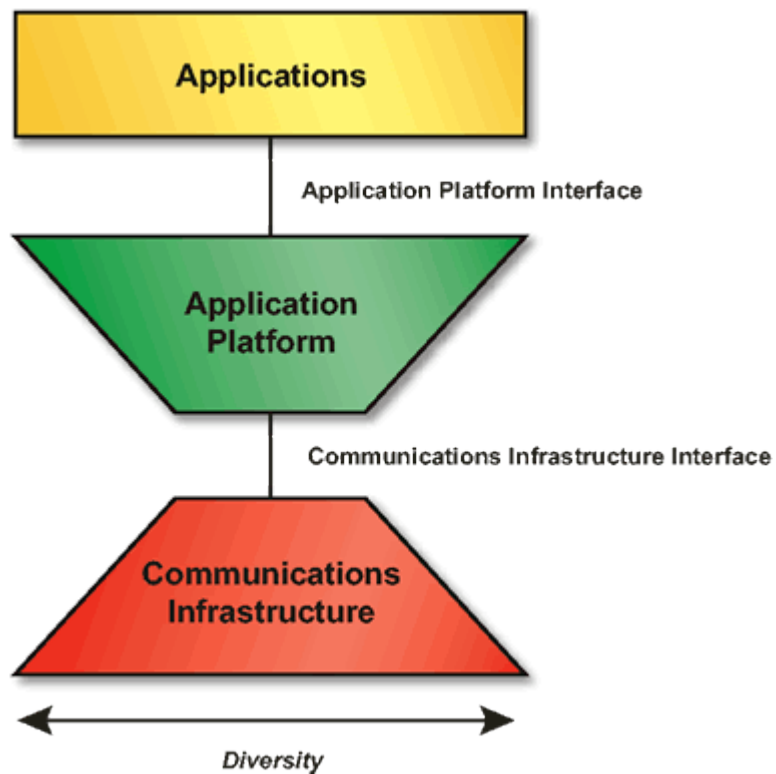 Applications
Application Platform Interface
Application
Platform
Communications Infrastructure Interface
Communications
Infrastructure
Diversity